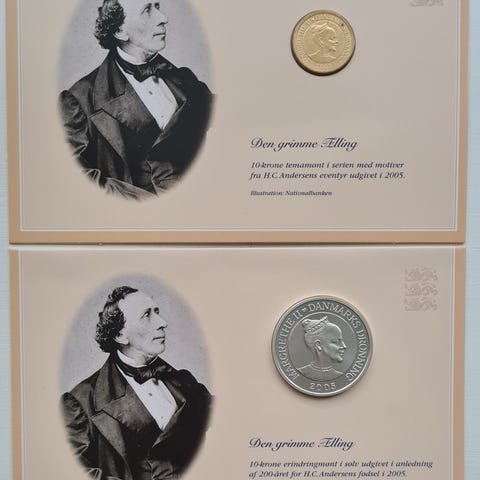 Den grimme Ælling
10-krone temamønt i serien med motiver
fra H.C. Andersens eventyr udgivet i 2005.
Illustration: Nationalbanken
MARGRETHE II DANMARKS DRONNING
2005
Den grimme Ælling
10-krone erindringsmønt i sølv udgivet i anledning
af 200-året for H.C. Andersens fødsel i 2005.